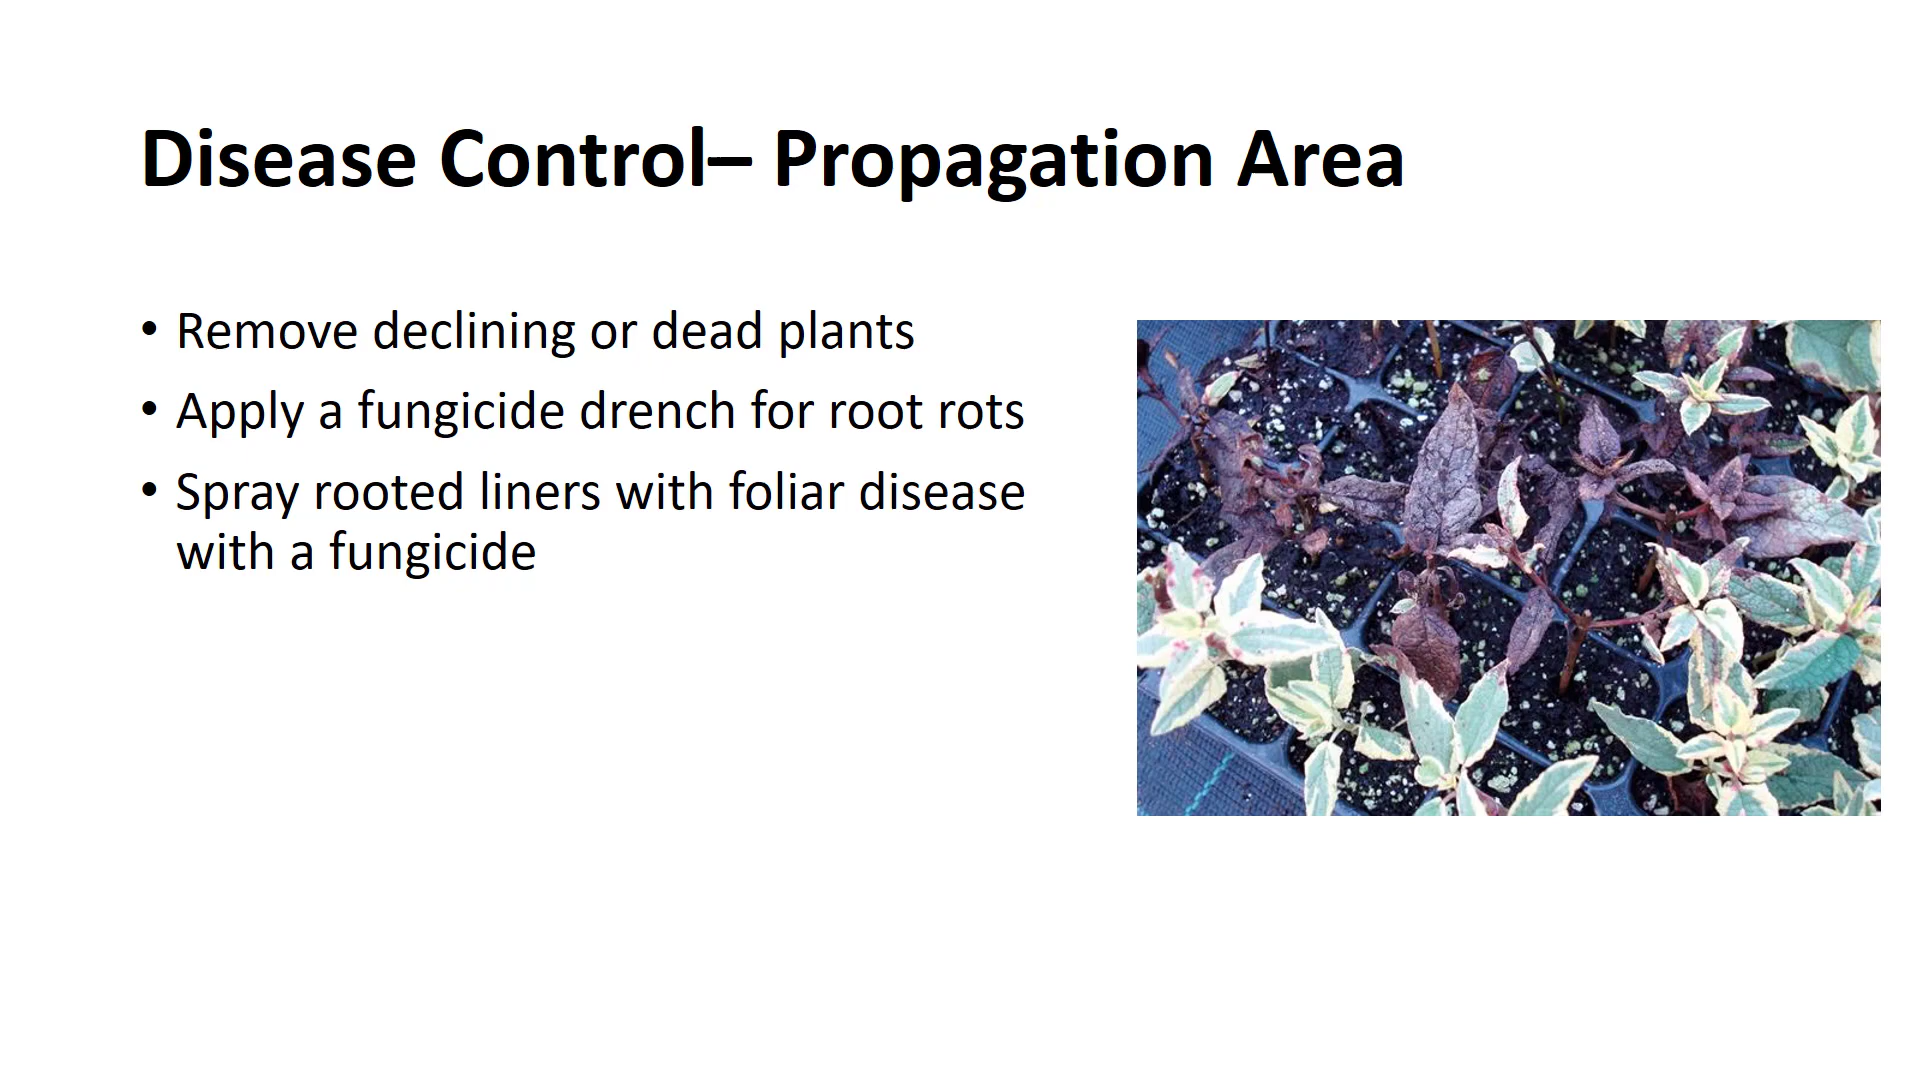 Disease Control– Propagation Area
• Remove declining or dead plants
• Apply a fungicide drench for root rots
• Spray rooted liners with foliar disease
with a fungicide